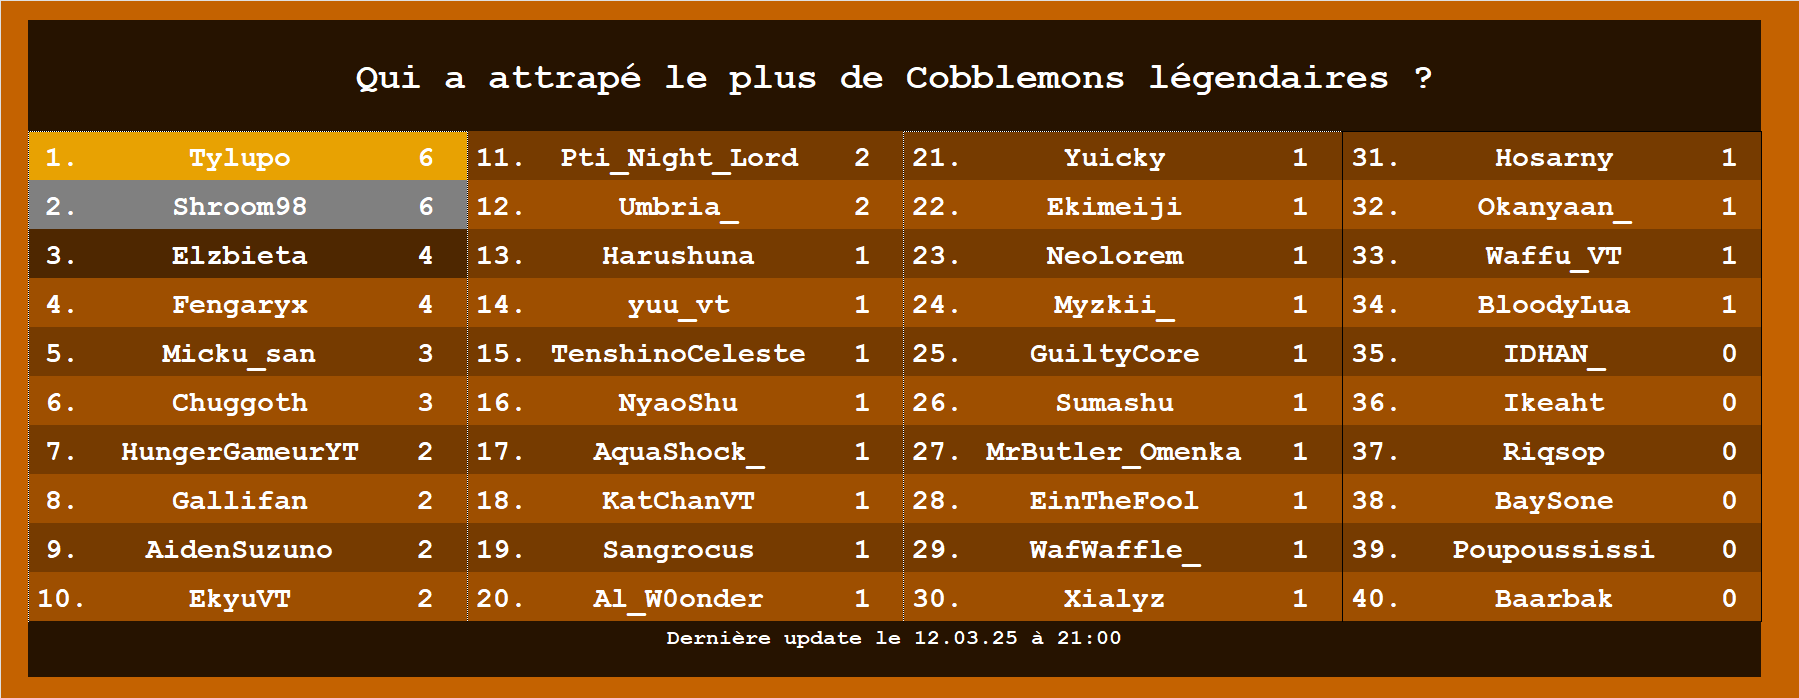 Qui a attrapé le plus de Cobblemons légendaires ?
1. Tylupo 6
2. Shroom98 6
3. Elzbieta 4
4. Fengaryx 4
5. Micku_san 3
6. Chuggoth 3
7. HungerGameurYT 2
8. Gallifan 2
9. AidenSuzuno 2
10. EkyuVT 2
11. Pti_Night_Lord 2
12. Umbria_ 2
13. Harushuna 1
14. yuu_vt 1
15. TenshinoCeleste 1
16. NyaoShu 1
17. AquaShock_ 1
18. KatChanVT 1
19. Sangrocus 1
20. Al_W0onder 1
21. Yuicky 1
22. Ekimeiji 1
23. Neolorem 1
24. Myzkii_ 1
25. GuiltyCore 1
26. Sumashu 1
27. MrButler_Omenka 1
28. EinTheFool 1
29. WafWaffle_ 1
30. Xialyz 1
31. Hosarny 1
32. Okanyaan_ 1
33. Waffu_VT 1
34. BloodyLua 1
35. IDHAN_ 0
36. Ikeaht 0
37. Riqsop 0
38. BaySone 0
39. Poupoussissi 0
40. Baarbak 0
Dernière update le 12.03.25 à 21:00